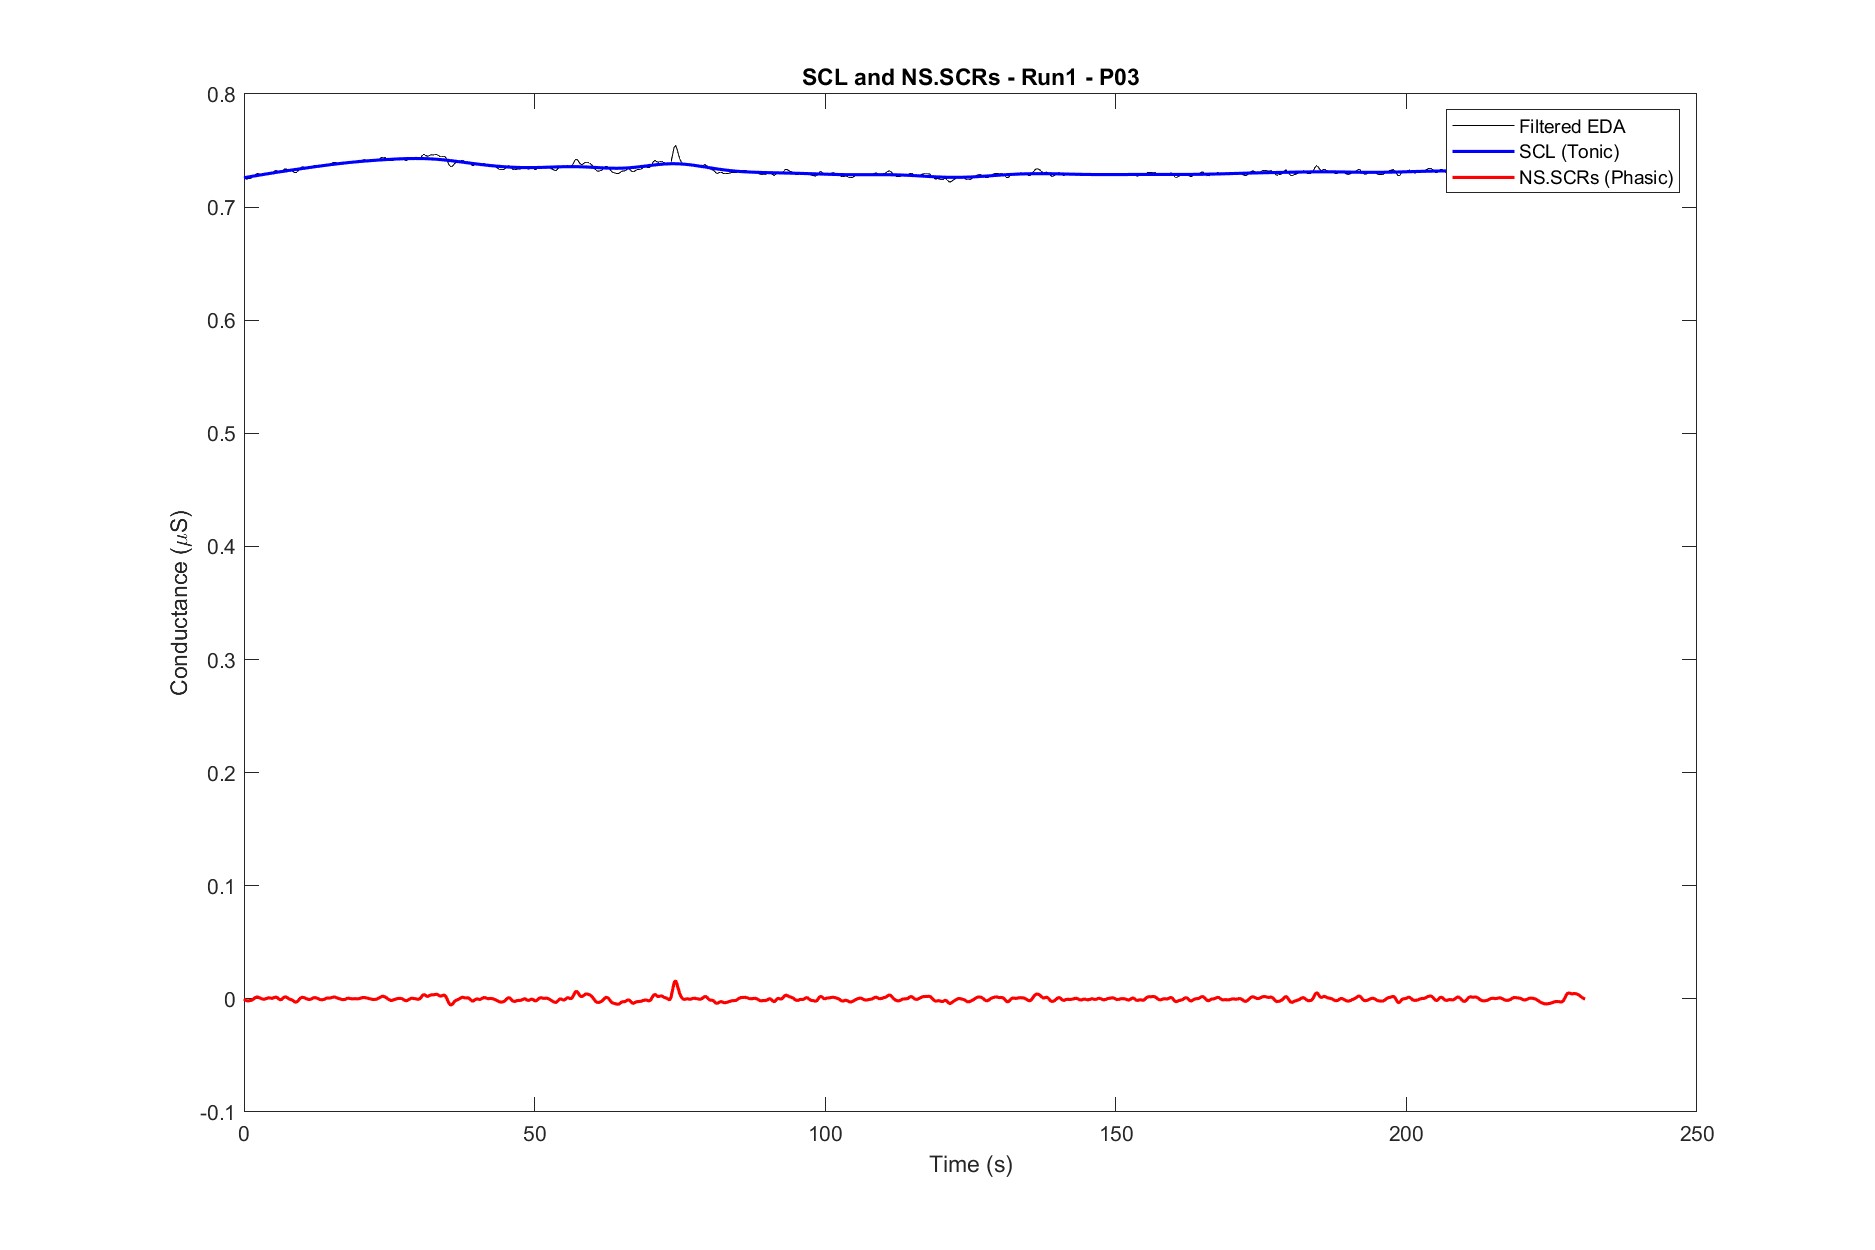 SCL and NS.SCRs - Run1 - P03
0.8
0.7
0.6
0.5
0.4
0.3
0.2
0.1
0
-0.1
Conductance (μS)
Filtered EDA
SCL (Tonic)
NS.SCRs (Phasic)
0 50 100 150 200 250
Time (s)